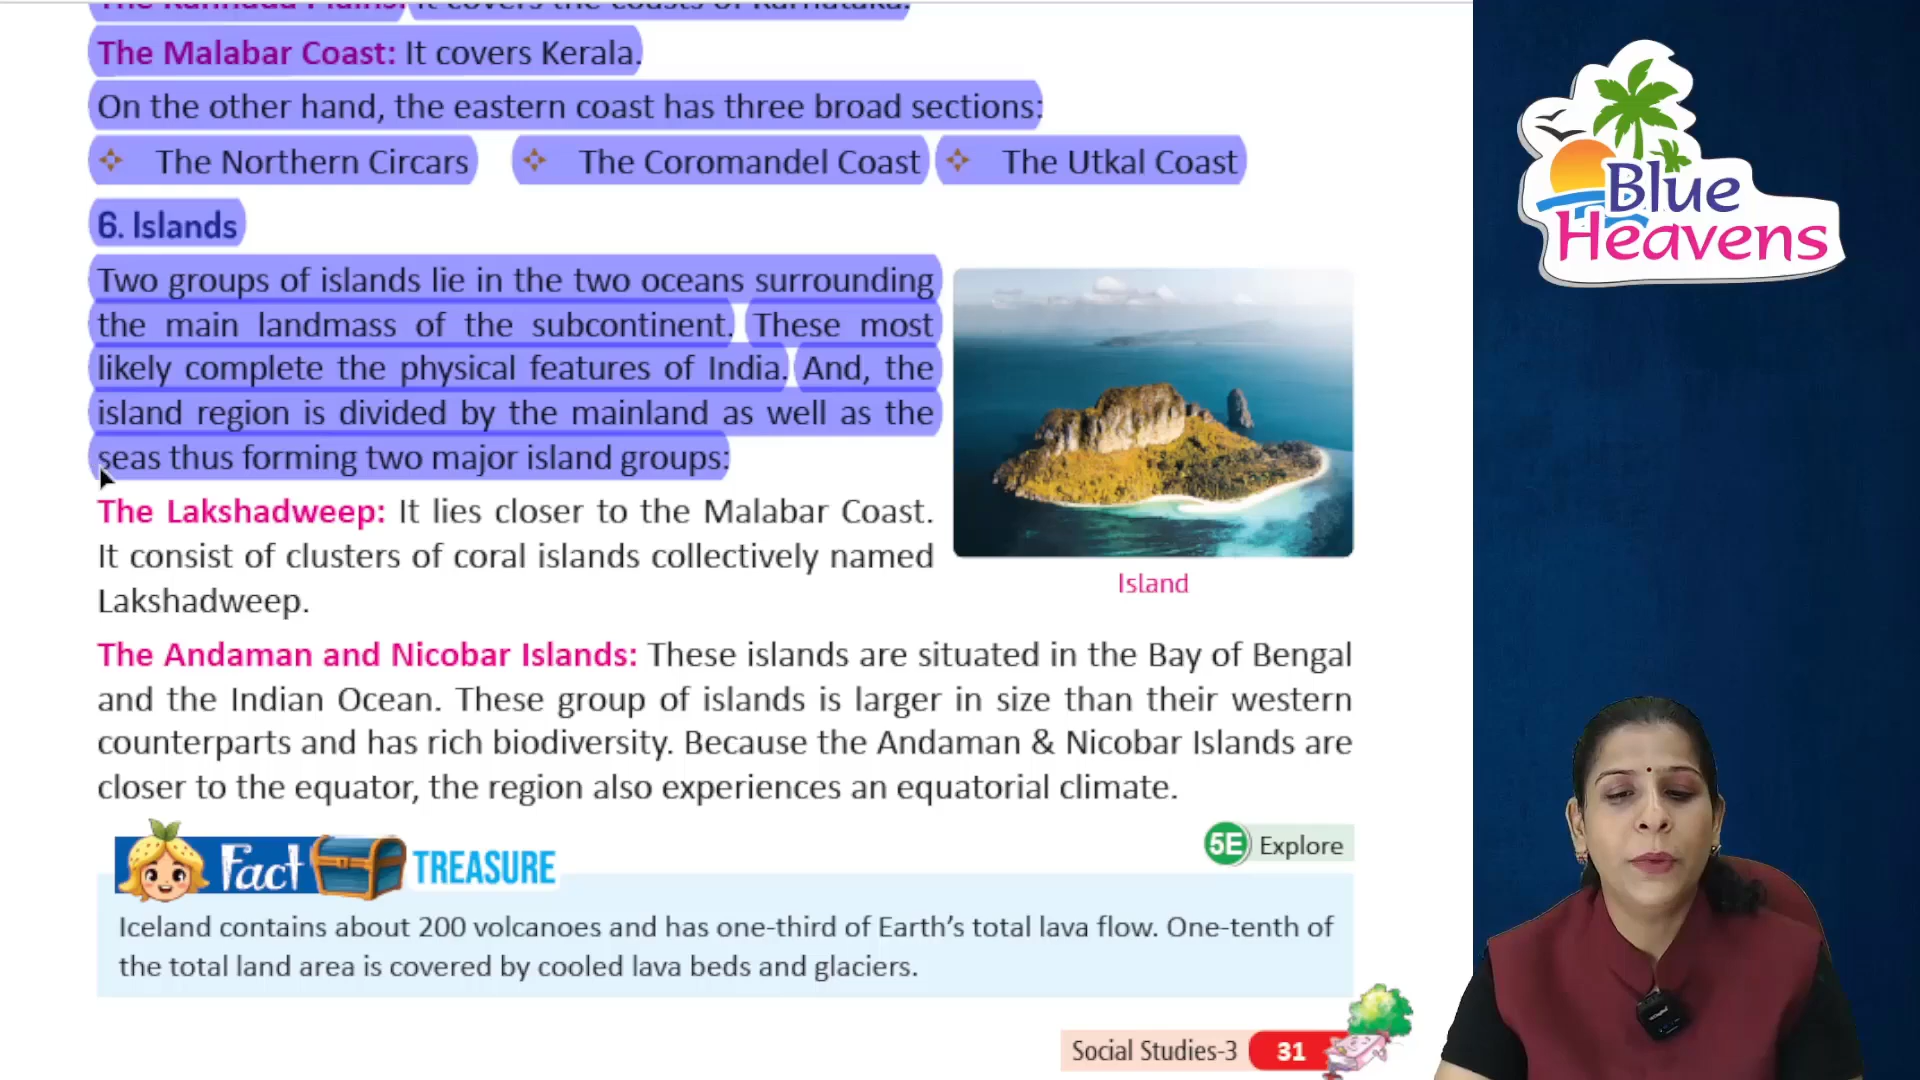 The Kannada Plains: It covers the coasts of Karnataka.
The Malabar Coast: It covers Kerala.
On the other hand, the eastern coast has three broad sections:
The Northern Circars The Coromandel Coast The Utkal Coast
6. Islands
Two groups of islands lie in the two oceans surrounding
the main landmass of the subcontinent. These most
likely complete the physical features of India. And, the
island region is divided by the mainland as well as the
seas thus forming two major island groups:
The Lakshadweep: It lies closer to the Malabar Coast.
It consist of clusters of coral islands collectively named
Lakshadweep.
Island
The Andaman and Nicobar Islands: These islands are situated in the Bay of Bengal
and the Indian Ocean. These group of islands is larger in size than their western
counterparts and has rich biodiversity. Because the Andaman & Nicobar Islands are
closer to the equator, the region also experiences an equatorial climate.
Fact TREASURE
5E Explore
Iceland contains about 200 volcanoes and has one-third of Earth's total lava flow. One-tenth of
the total land area is covered by cooled lava beds and glaciers.
Social Studies-3 31
Blue
Heavens